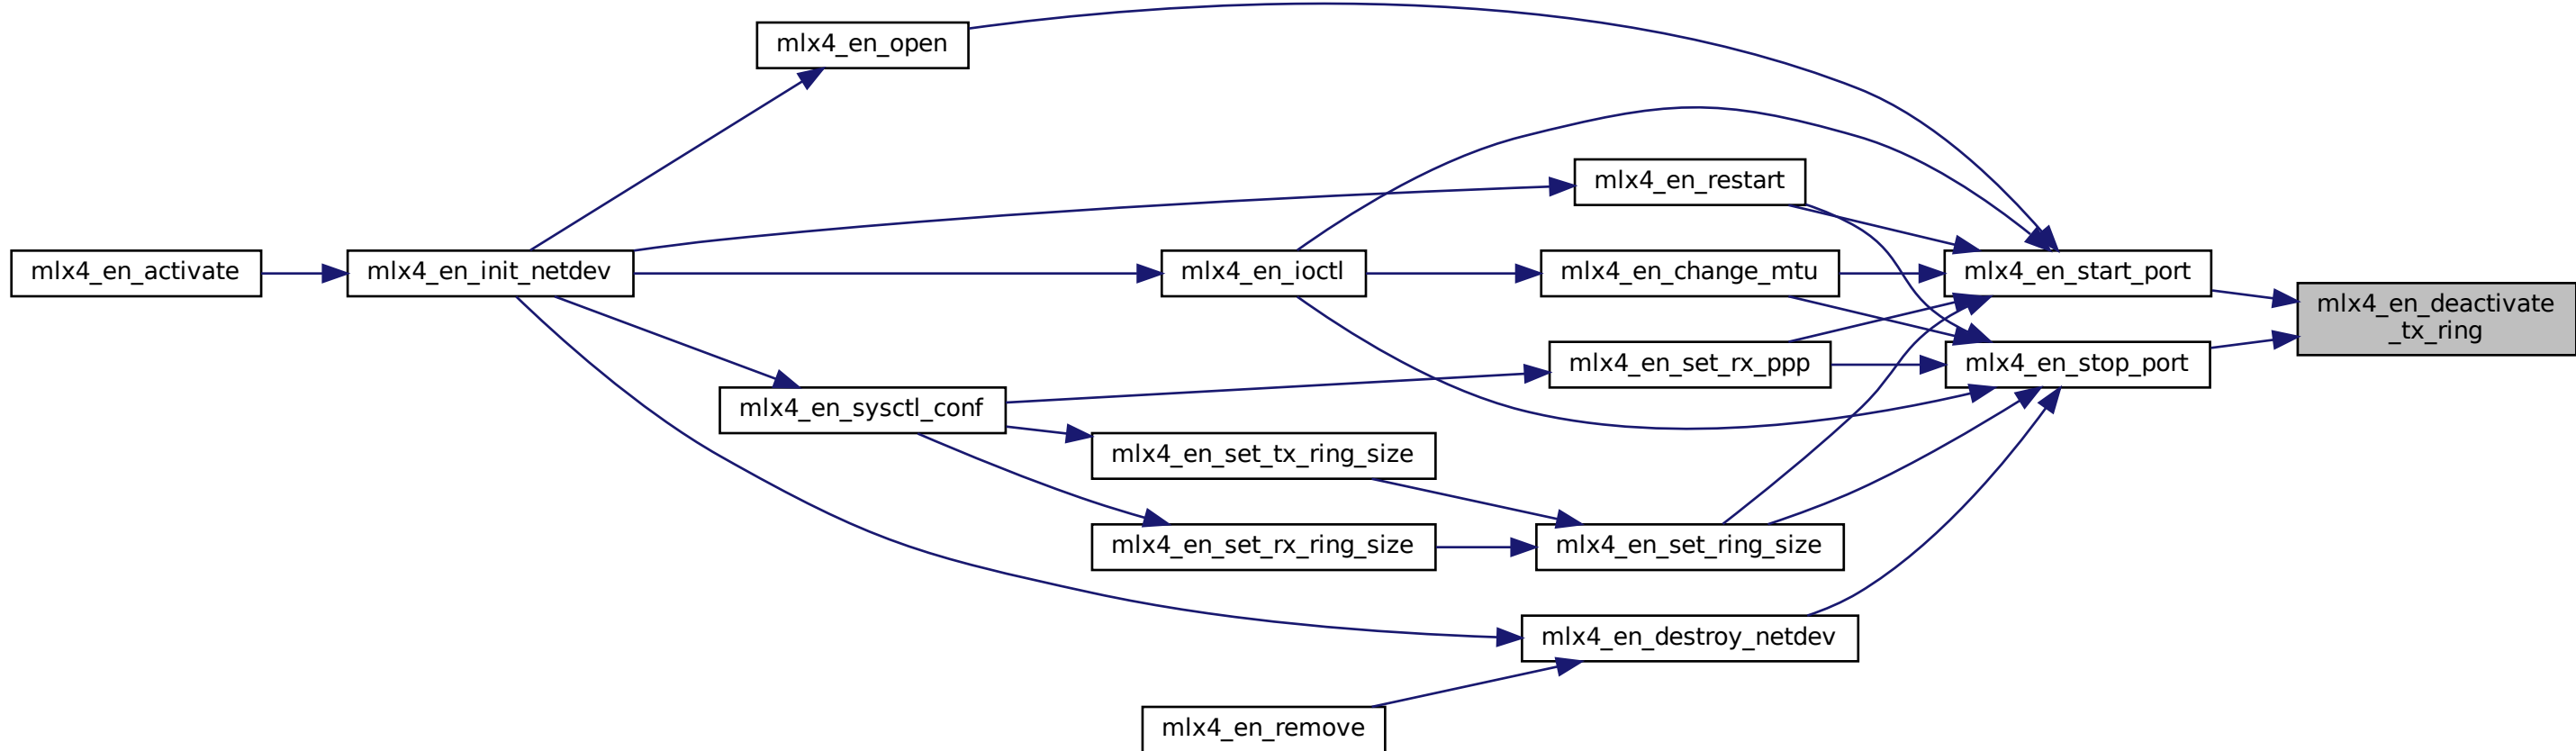 mlx4_en_open
mlx4_en_restart
mlx4_en_activate
mlx4_en_init_netdev
mlx4_en_ioctl
mlx4_en_change_mtu
mlx4_en_start_port
mlx4_en_deactivate
_tx_ring
mlx4_en_set_rx_ppp
mlx4_en_stop_port
mlx4_en_sysctl_conf
mlx4_en_set_tx_ring_size
mlx4_en_set_rx_ring_size
mlx4_en_set_ring_size
mlx4_en_destroy_netdev
mlx4_en_remove